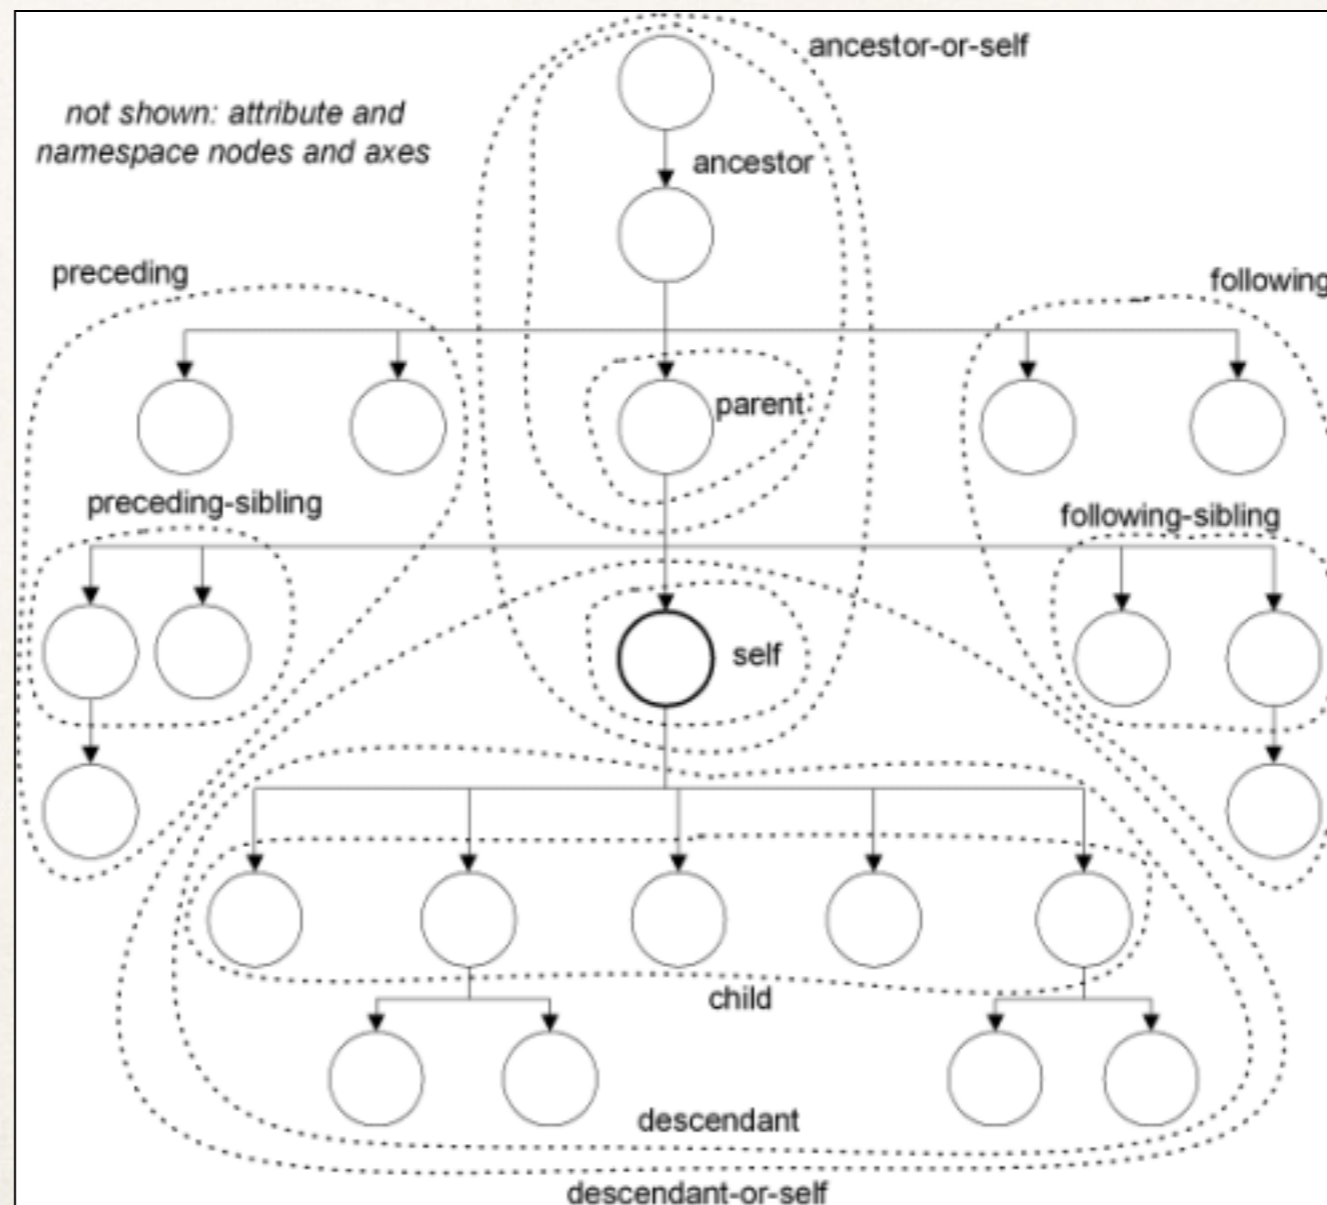 ancestor-or-self
not shown: attribute and
namespace nodes and axes
ancestor
preceding
following
parent
preceding-sibling
following-sibling
self
child
descendant
descendant-or-self